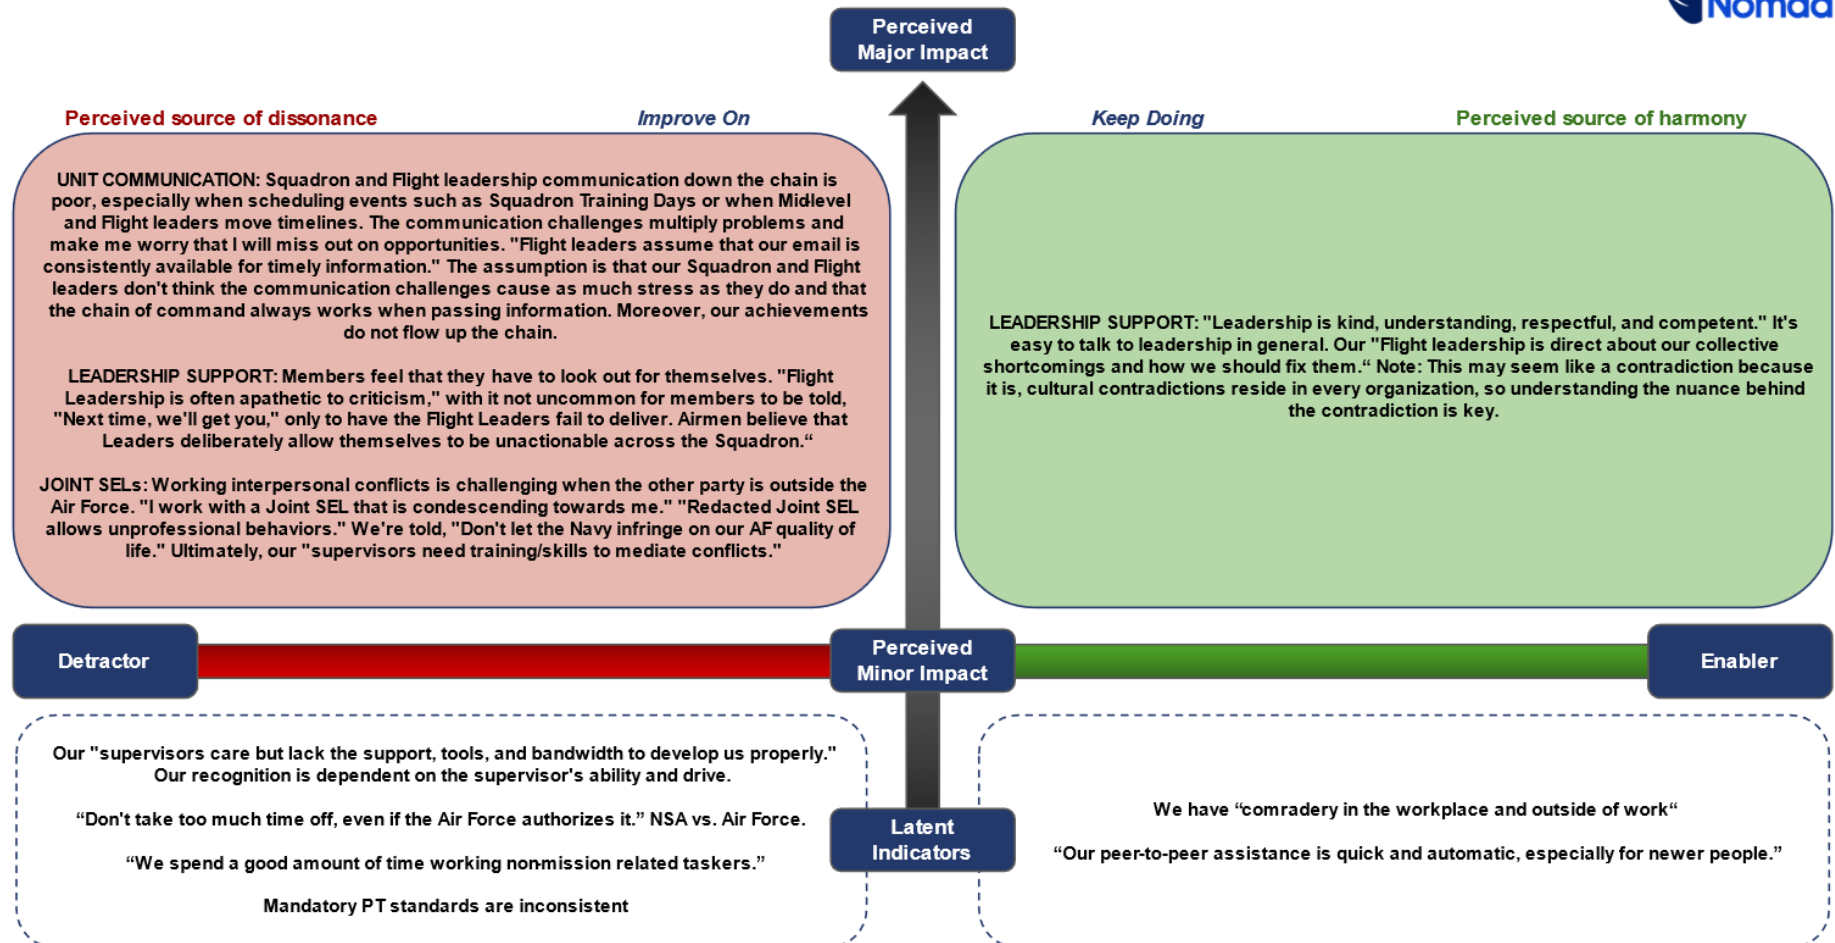 Nomad
Perceived
Major Impact
Perceived source of dissonance
Improve On
Keep Doing
Perceived source of harmony
UNIT COMMUNICATION: Squadron and Flight leadership communication down the chain is
poor, especially when scheduling events such as Squadron Training Days or when Mid-level
and Flight leaders move timelines. The communication challenges multiply problems and
make me worry that I will miss out on opportunities. "Flight leaders assume that our email is
consistently available for timely information." The assumption is that our Squadron and Flight
leaders don't think the communication challenges cause as much stress as they do and that
the chain of command always works when passing information. Moreover, our achievements
do not flow up the chain.
LEADERSHIP SUPPORT: Members feel that they have to look out for themselves. "Flight
Leadership is often apathetic to criticism," with it not uncommon for members to be told,
"Next time, we'll get you," only to have the Flight Leaders fail to deliver. Airmen believe that
Leaders deliberately allow themselves to be unactionable across the Squadron.“
JOINT SELs: Working interpersonal conflicts is challenging when the other party is outside the
Air Force. "I work with a Joint SEL that is condescending towards me." "Redacted Joint SEL
allows unprofessional behaviors." We're told, "Don't let the Navy infringe on our AF quality of
life." Ultimately, our "supervisors need training/skills to mediate conflicts."
LEADERSHIP SUPPORT: "Leadership is kind, understanding, respectful, and competent." It's
easy to talk to leadership in general. Our "Flight leadership is direct about our collective
shortcomings and how we should fix them.“ Note: This may seem like a contradiction because
it is, cultural contradictions reside in every organization, so understanding the nuance behind
the contradiction is key.
Detractor
Perceived
Minor Impact
Enabler
Our "supervisors care but lack the support, tools, and bandwidth to develop us properly."
Our recognition is dependent on the supervisor's ability and drive.
“Don't take too much time off, even if the Air Force authorizes it.” NSA vs. Air Force.
“We spend a good amount of time working non-mission related taskers.”
Mandatory PT standards are inconsistent
Latent
Indicators
We have “comradery in the workplace and outside of work“
“Our peer-to-peer assistance is quick and automatic, especially for newer people.”